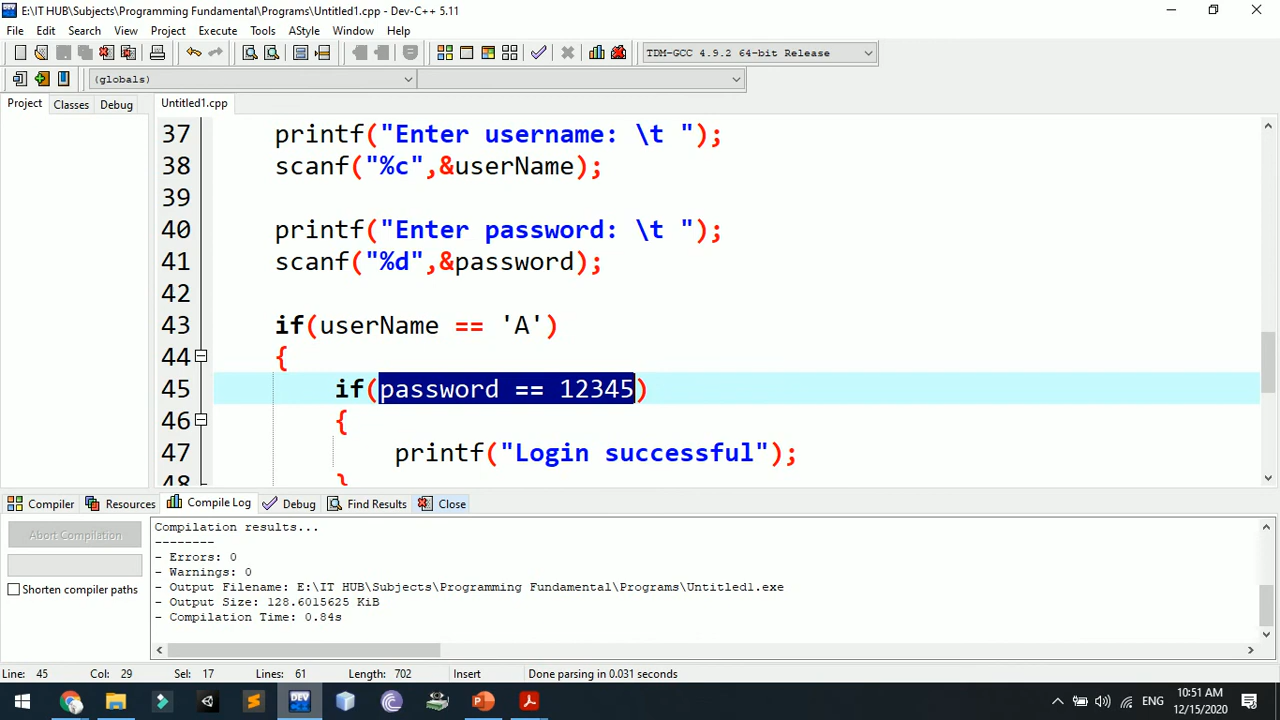 E:\IT HUB\Subjects\Programming Fundamental\Programs\Untitled1.cpp - Dev-C++ 5.11
File Edit Search View Project Execute Tools AStyle Window Help
TDM-GCC 4.9.2 64-bit Release
(globals)
Project Classes Debug Untitled1.cpp
37 printf("Enter username: \t ");
38 scanf("%c",&userName);
39
40 printf("Enter password: \t ");
41 scanf("%d",&password);
42
43 if(userName == 'A')
44 {
45 if(password == 12345)
46 {
47 printf("Login successful");
48 }
Compiler Resources Compile Log Debug Find Results Close
Abort Compilation
Shorten compiler paths
Compilation results...
--------
- Errors: 0
- Warnings: 0
- Output Filename: E:\IT HUB\Subjects\Programming Fundamental\Programs\Untitled1.exe
- Output Size: 128.6015625 KiB
- Compilation Time: 0.84s
Line: 45 Col: 29 Sel: 17 Lines: 61 Length: 702 Insert Done parsing in 0.031 seconds
DEV
ENG
10:51 AM
12/15/2020